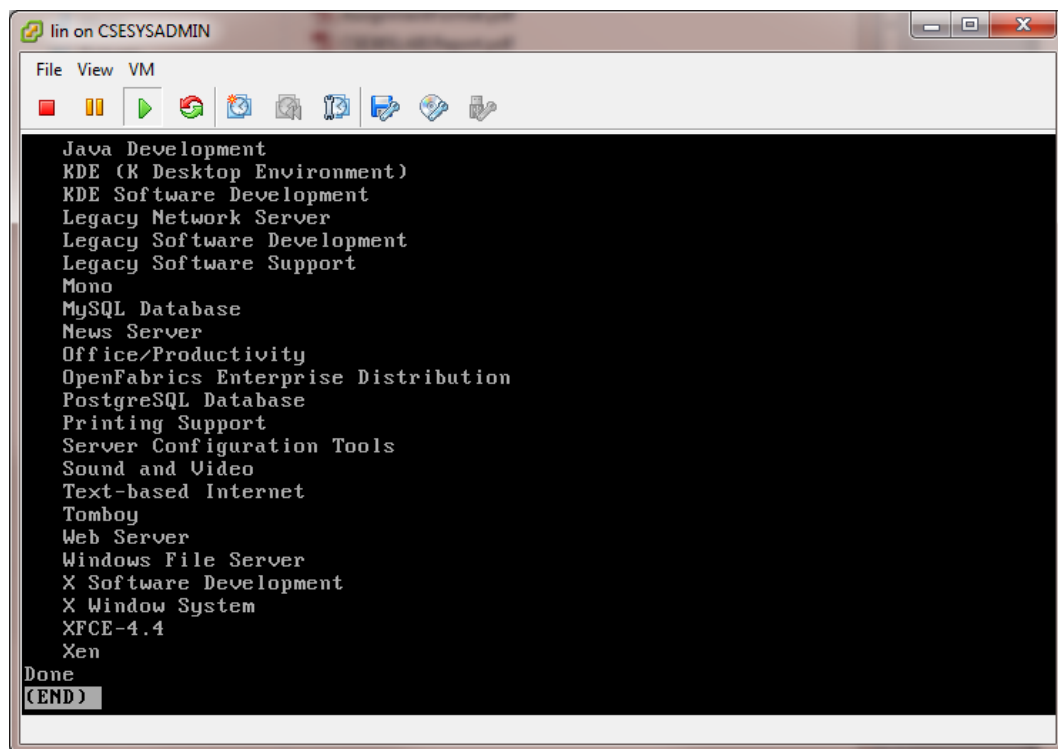 lin on CSESYSADMIN
File View VM
Java Development
KDE (K Desktop Environment)
KDE Software Development
Legacy Network Server
Legacy Software Development
Legacy Software Support
Mono
MySQL Database
News Server
Office/Productivity
OpenFabrics Enterprise Distribution
PostgreSQL Database
Printing Support
Server Configuration Tools
Sound and Video
Text-based Internet
Tomboy
Web Server
Windows File Server
X Software Development
X Window System
XFCE-4.4
Xen
Done
(END)